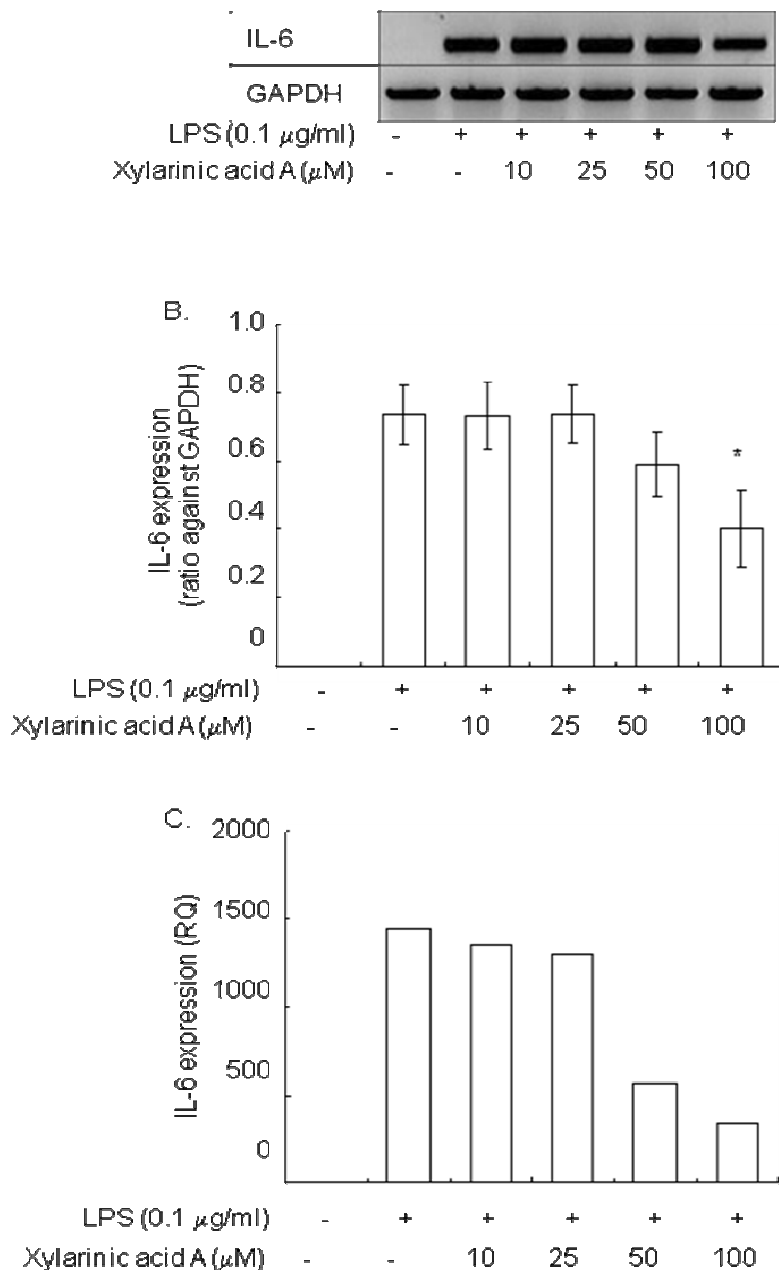 IL-6
GAPDH
LPS (0.1 μg/ml) - + + + + +
Xylarinic acid A (μM) - - 10 25 50 100
B.
1.0
0.8
0.6
0.4
0.2
0
IL-6 expression
(ratio against GAPDH)
*
LPS (0.1 μg/ml) - + + + + +
Xylarinic acid A (μM) - - 10 25 50 100
C.
2000
1500
1000
500
0
IL-6 expression (RQ)
LPS (0.1 μg/ml) - + + + + +
Xylarinic acid A (μM) - - 10 25 50 100